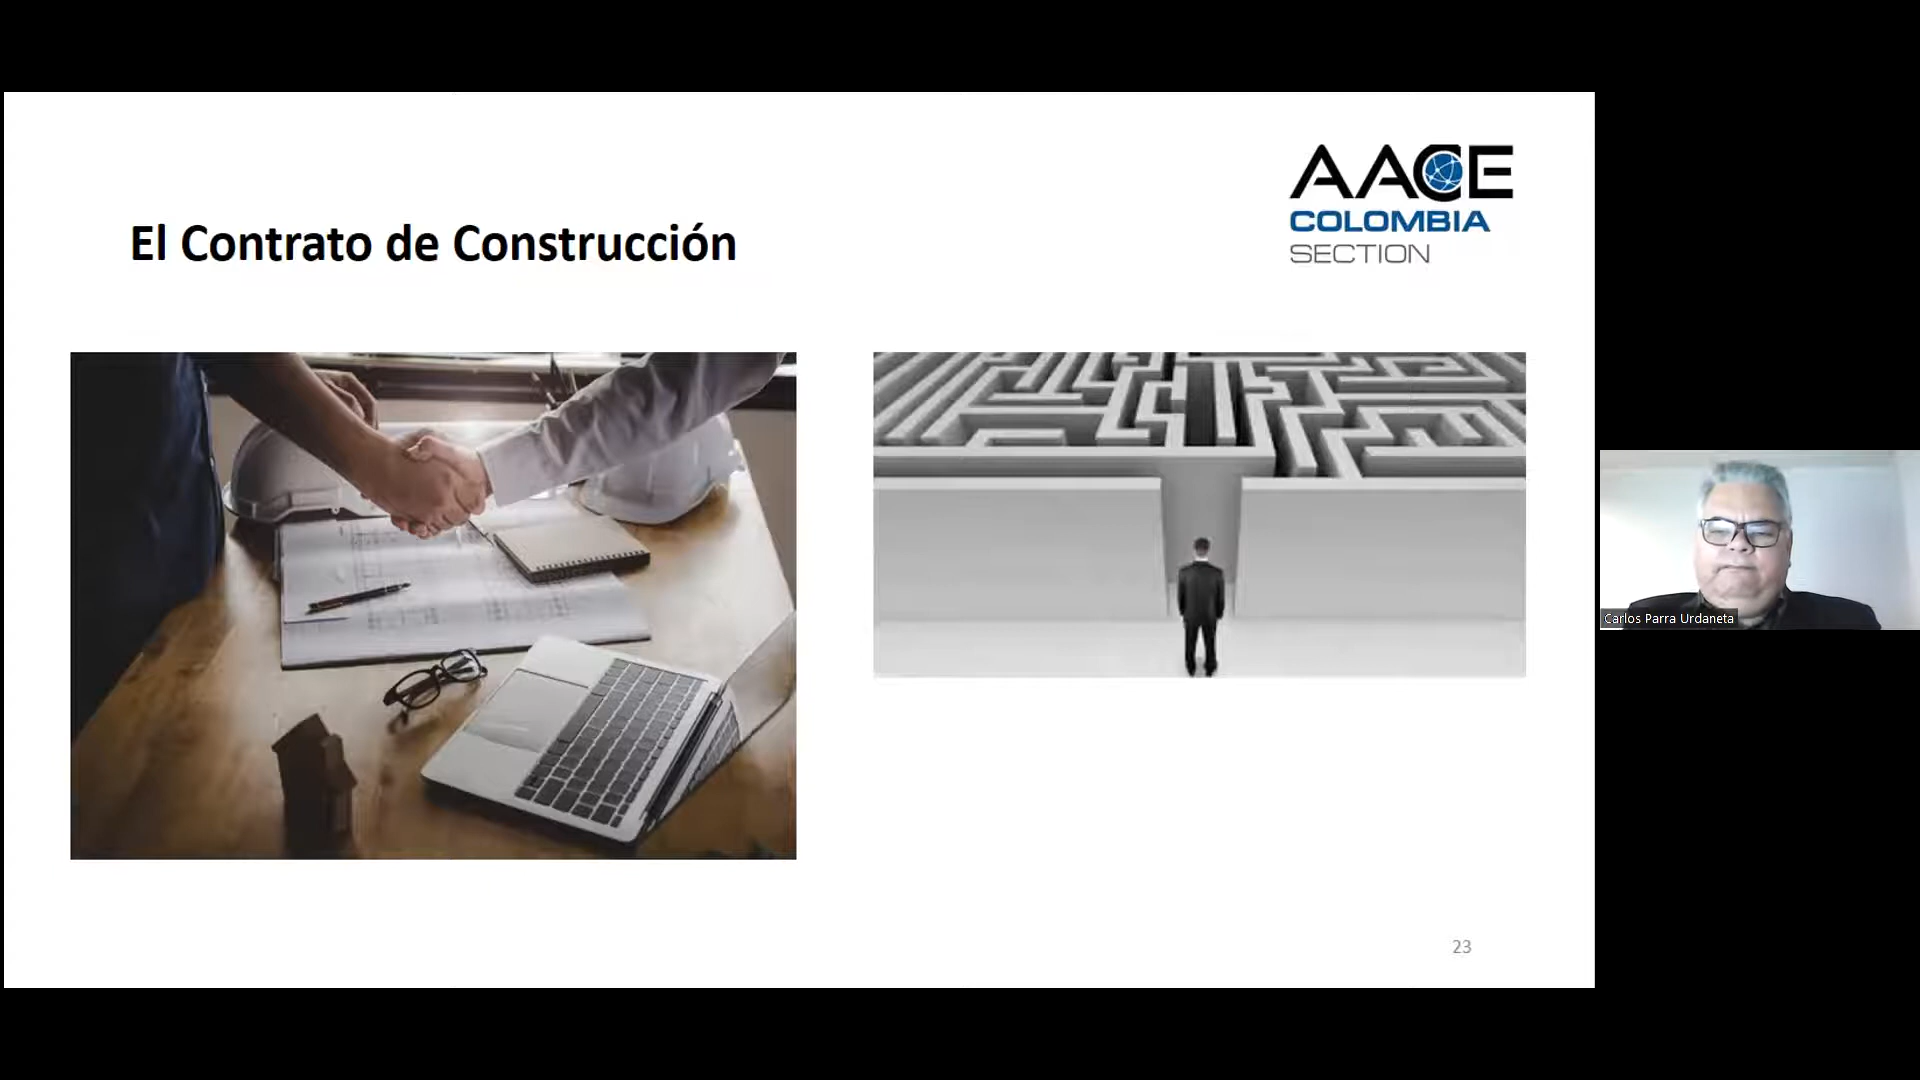 AACE
COLOMBIA
SECTION
El Contrato de Construcción
Carlos Parra Urdaneta
23